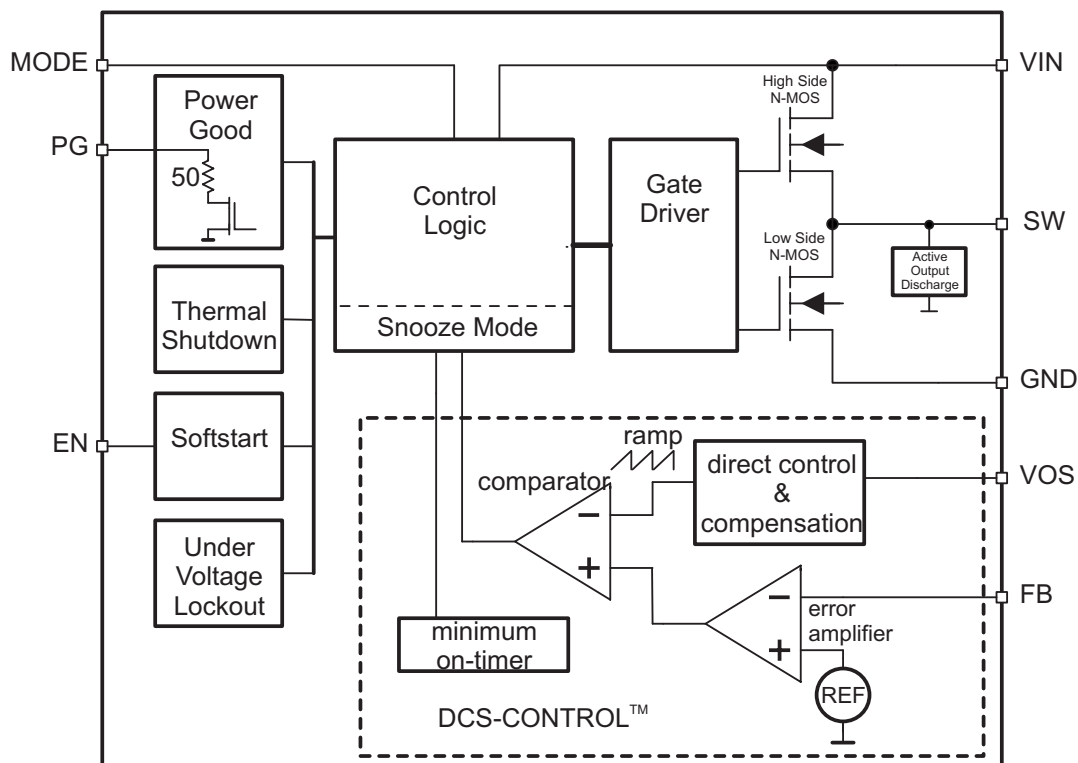 MODE
PG
EN
Power
Good
50
Thermal
Shutdown
Softstart
Under
Voltage
Lockout
Control
Logic
Snooze Mode
Gate
Driver
High Side
N-MOS
Low Side
N-MOS
Active
Output
Discharge
VIN
SW
GND
VOS
FB
ramp
comparator
direct control
&
compensation
−
+
−
+
error
amplifier
REF
minimum
on-timer
DCS-CONTROL™